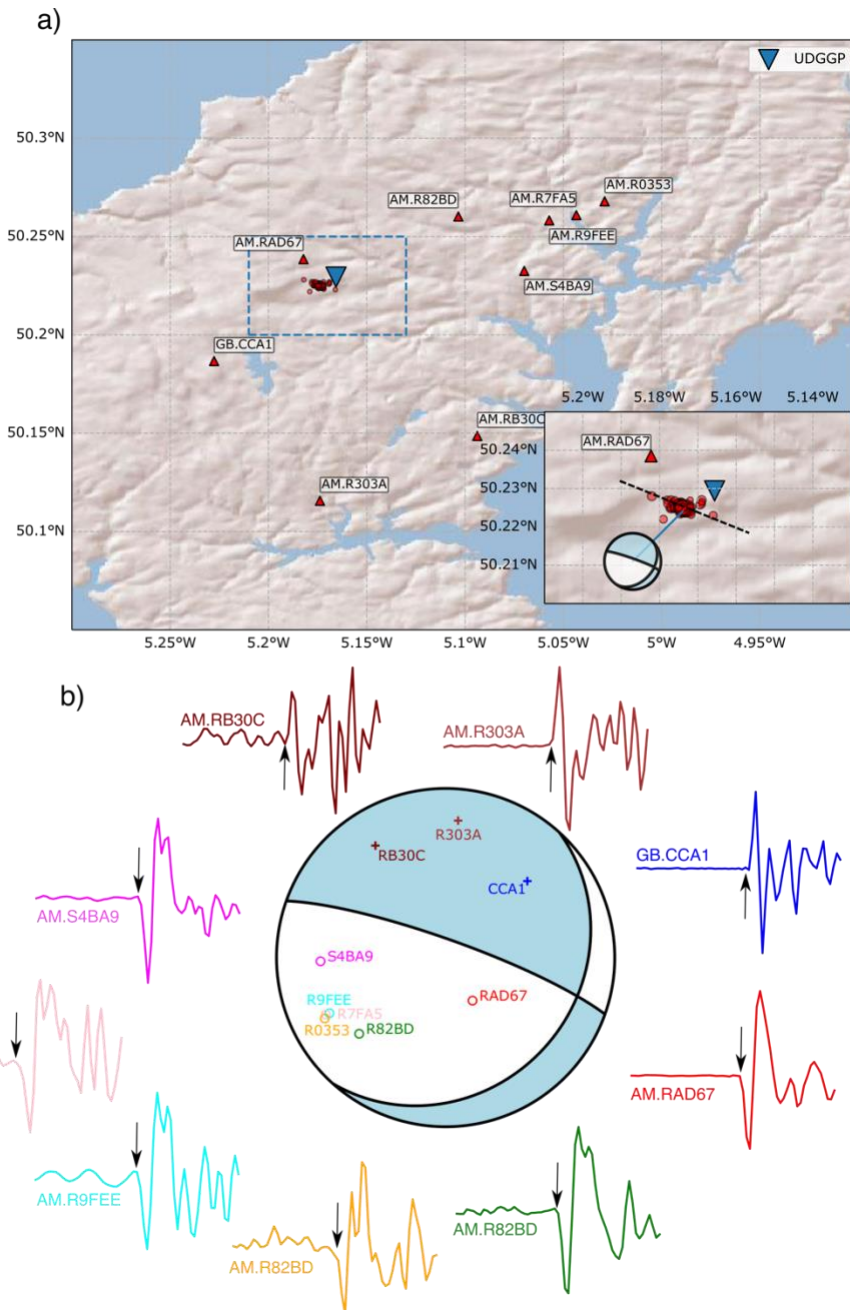 a)
UDGGP
50.3°N
AM.R0353
AM.R7FA5
AM.R82BD
AM.R9FEE
50.25°N
AM.RAD67
AM.S4BA9
50.2°N
GB.CCA1
5.2°W 5.18°W 5.16°W 5.14°W
50.15°N
AM.RB30C
AM.RAD67
50.24°N
AM.R303A
50.23°N
50.1°N
50.22°N
50.21°N
5.25°W 5.2°W 5.15°W 5.1°W 5.05°W 5°W 4.95°W
b)
AM.RB30C
AM.R303A
R303A
RB30C
GB.CCA1
CCA1
AM.S4BA9
S4BA9
RAD67
R9FEE
R7FA5
R0353
R82BD
AM.RAD67
AM.R9FEE
AM.R82BD
AM.R82BD